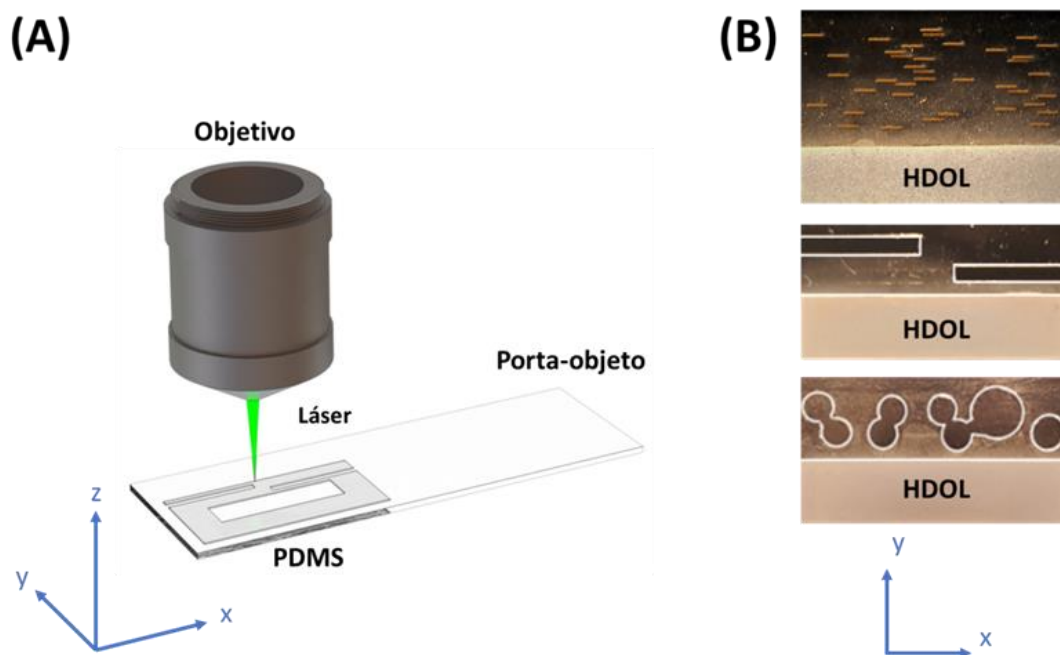 (A)
Objetivo
Láser
Porta-objeto
PDMS
z
y
x
(B)
HDOL
HDOL
HDOL
y
x